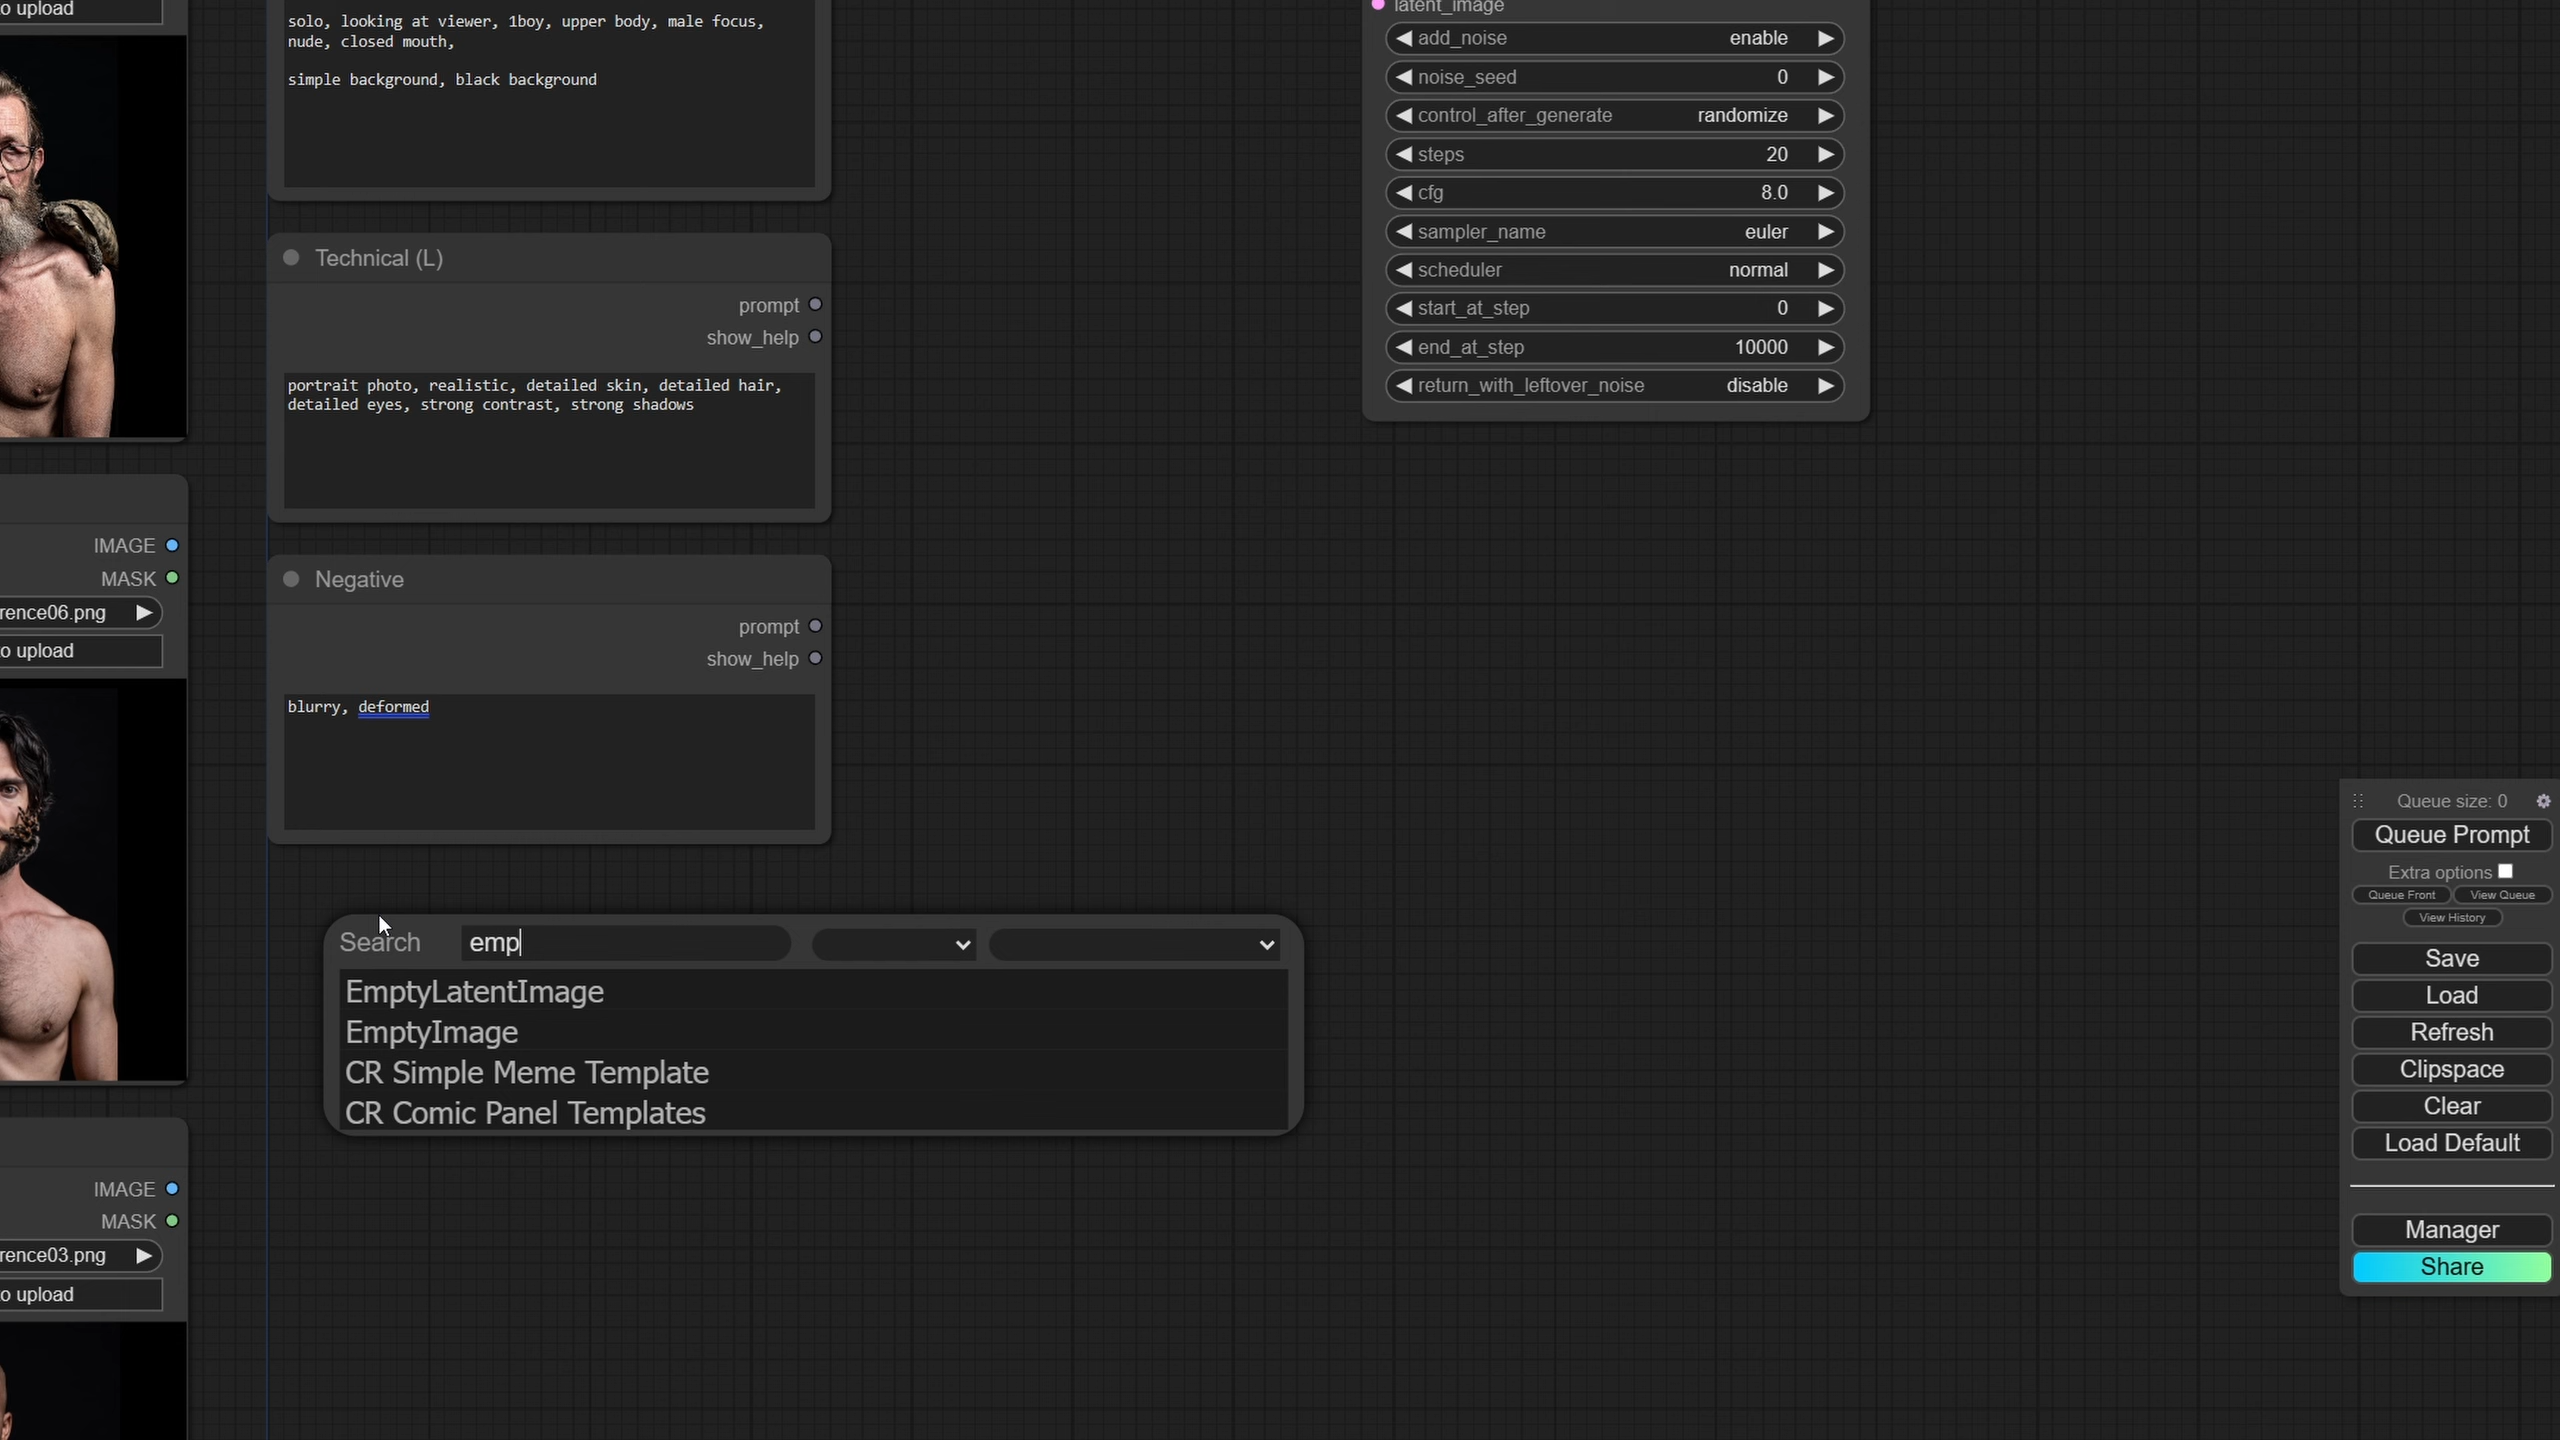 o upload
solo, looking at viewer, 1boy, upper body, male focus,
nude, closed mouth,
simple background, black background
latent_image
add_noise enable
noise_seed 0
control_after_generate randomize
steps 20
cfg 8.0
sampler_name euler
scheduler normal
start_at_step 0
end_at_step 10000
return_with_leftover_noise disable
Technical (L)
prompt
show_help
portrait photo, realistic, detailed skin, detailed hair,
detailed eyes, strong contrast, strong shadows
IMAGE
MASK
rence06.png
o upload
Negative
prompt
show_help
blurry, deformed
Search emp
EmptyLatentImage
EmptyImage
CR Simple Meme Template
CR Comic Panel Templates
IMAGE
MASK
rence03.png
o upload
Queue size: 0
Queue Prompt
Extra options
Queue Front View Queue
View History
Save
Load
Refresh
Clipspace
Clear
Load Default
Manager
Share